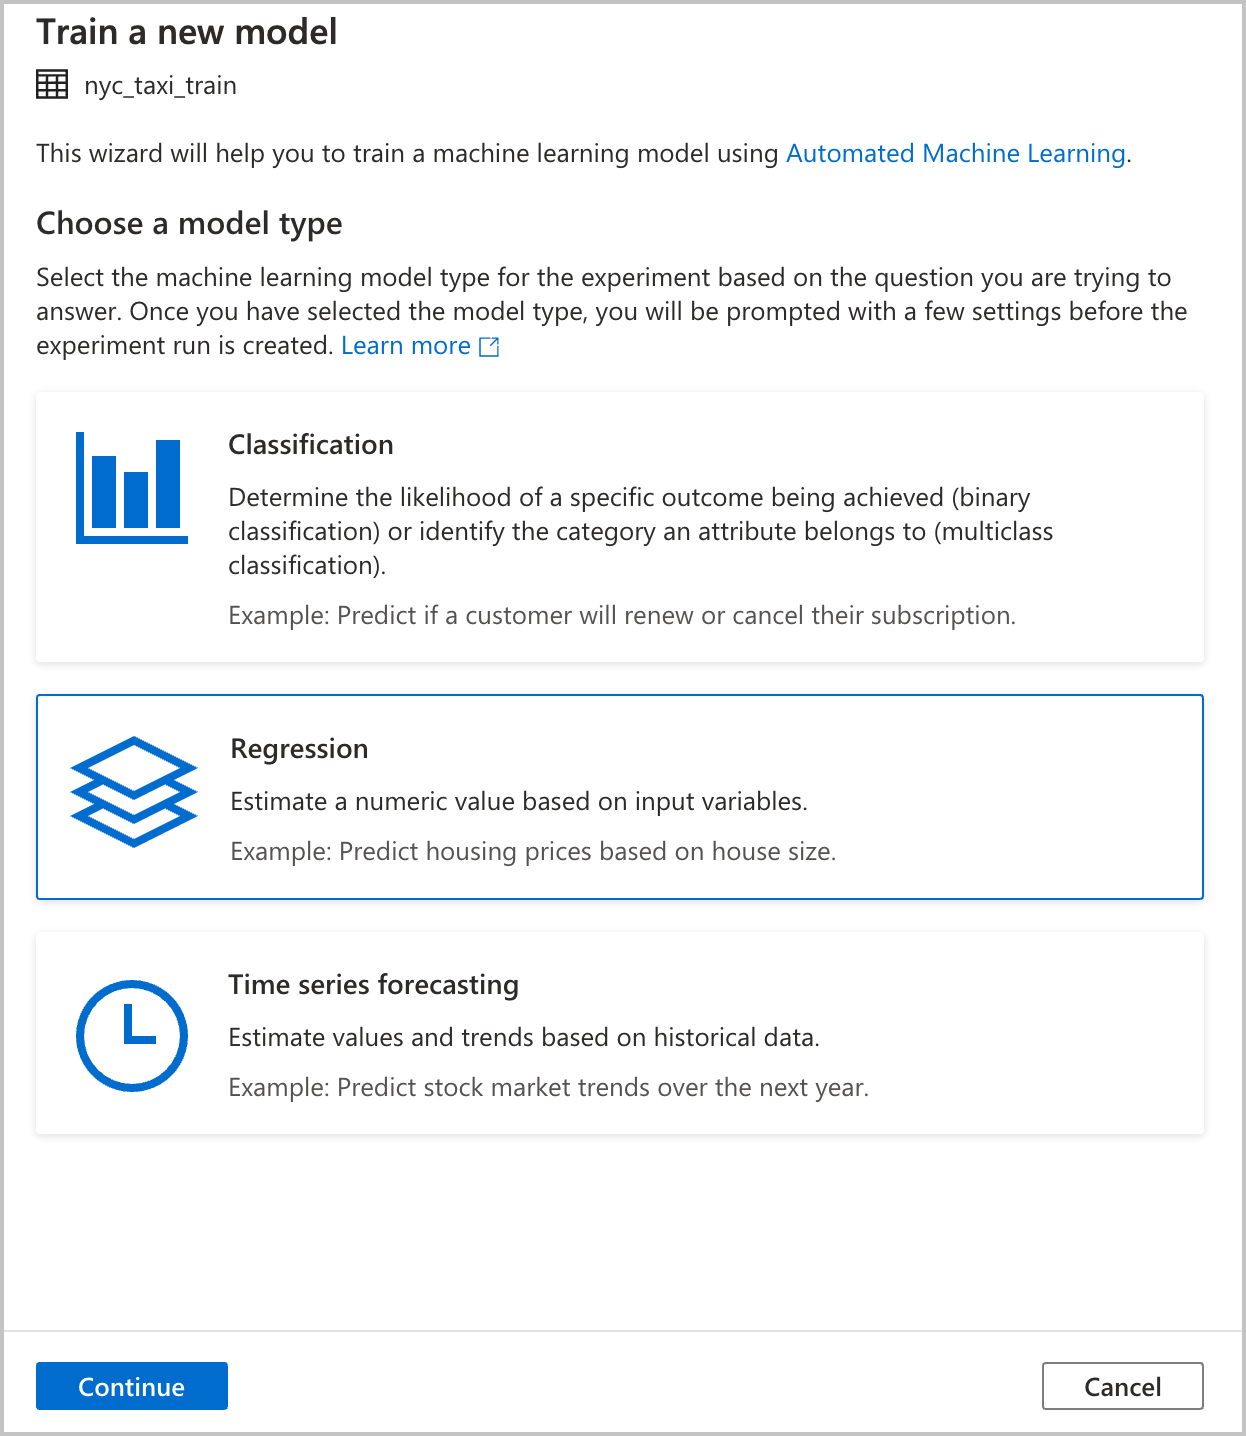 Train a new model
nyc_taxi_train
This wizard will help you to train a machine learning model using Automated Machine Learning.
Choose a model type
Select the machine learning model type for the experiment based on the question you are trying to
answer. Once you have selected the model type, you will be prompted with a few settings before the
experiment run is created. Learn more
Classification
Determine the likelihood of a specific outcome being achieved (binary
classification) or identify the category an attribute belongs to (multiclass
classification).
Example: Predict if a customer will renew or cancel their subscription.
Regression
Estimate a numeric value based on input variables.
Example: Predict housing prices based on house size.
Time series forecasting
Estimate values and trends based on historical data.
Example: Predict stock market trends over the next year.
Continue
Cancel